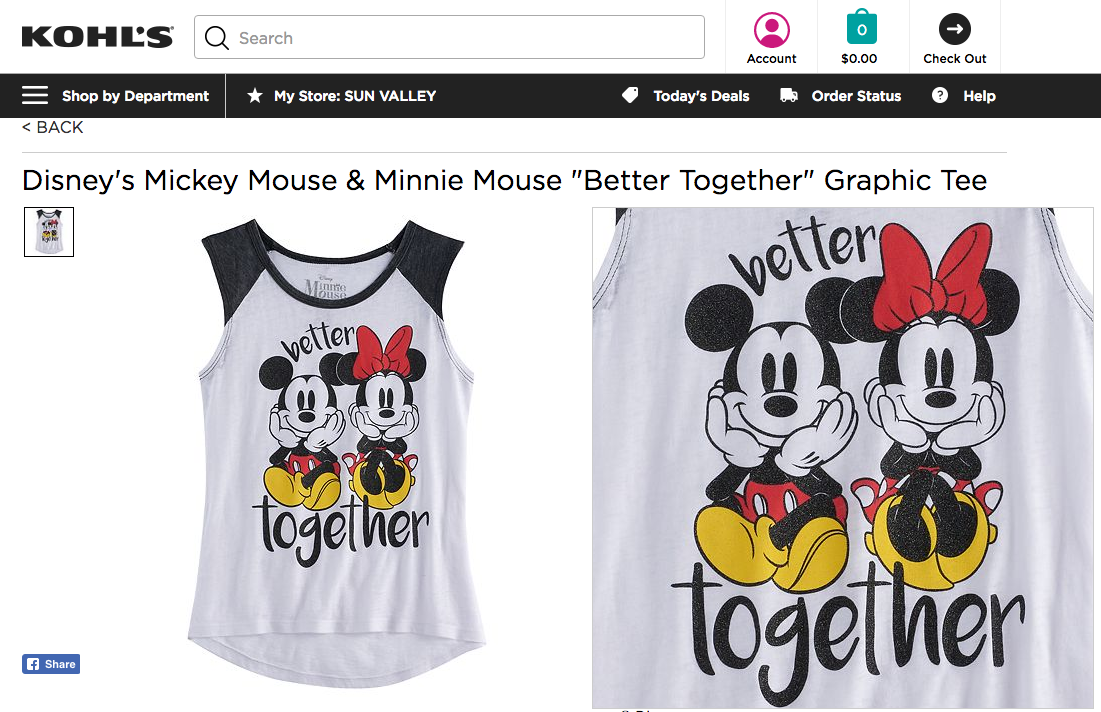 KOHL'S
Search
Account
0
$0.00
Check Out
Shop by Department
My Store: SUN VALLEY
Today's Deals
Order Status
? Help
< BACK
Disney's Mickey Mouse & Minnie Mouse "Better Together" Graphic Tee
Disney
Minnie
Mouse
better
together
better
together
f Share